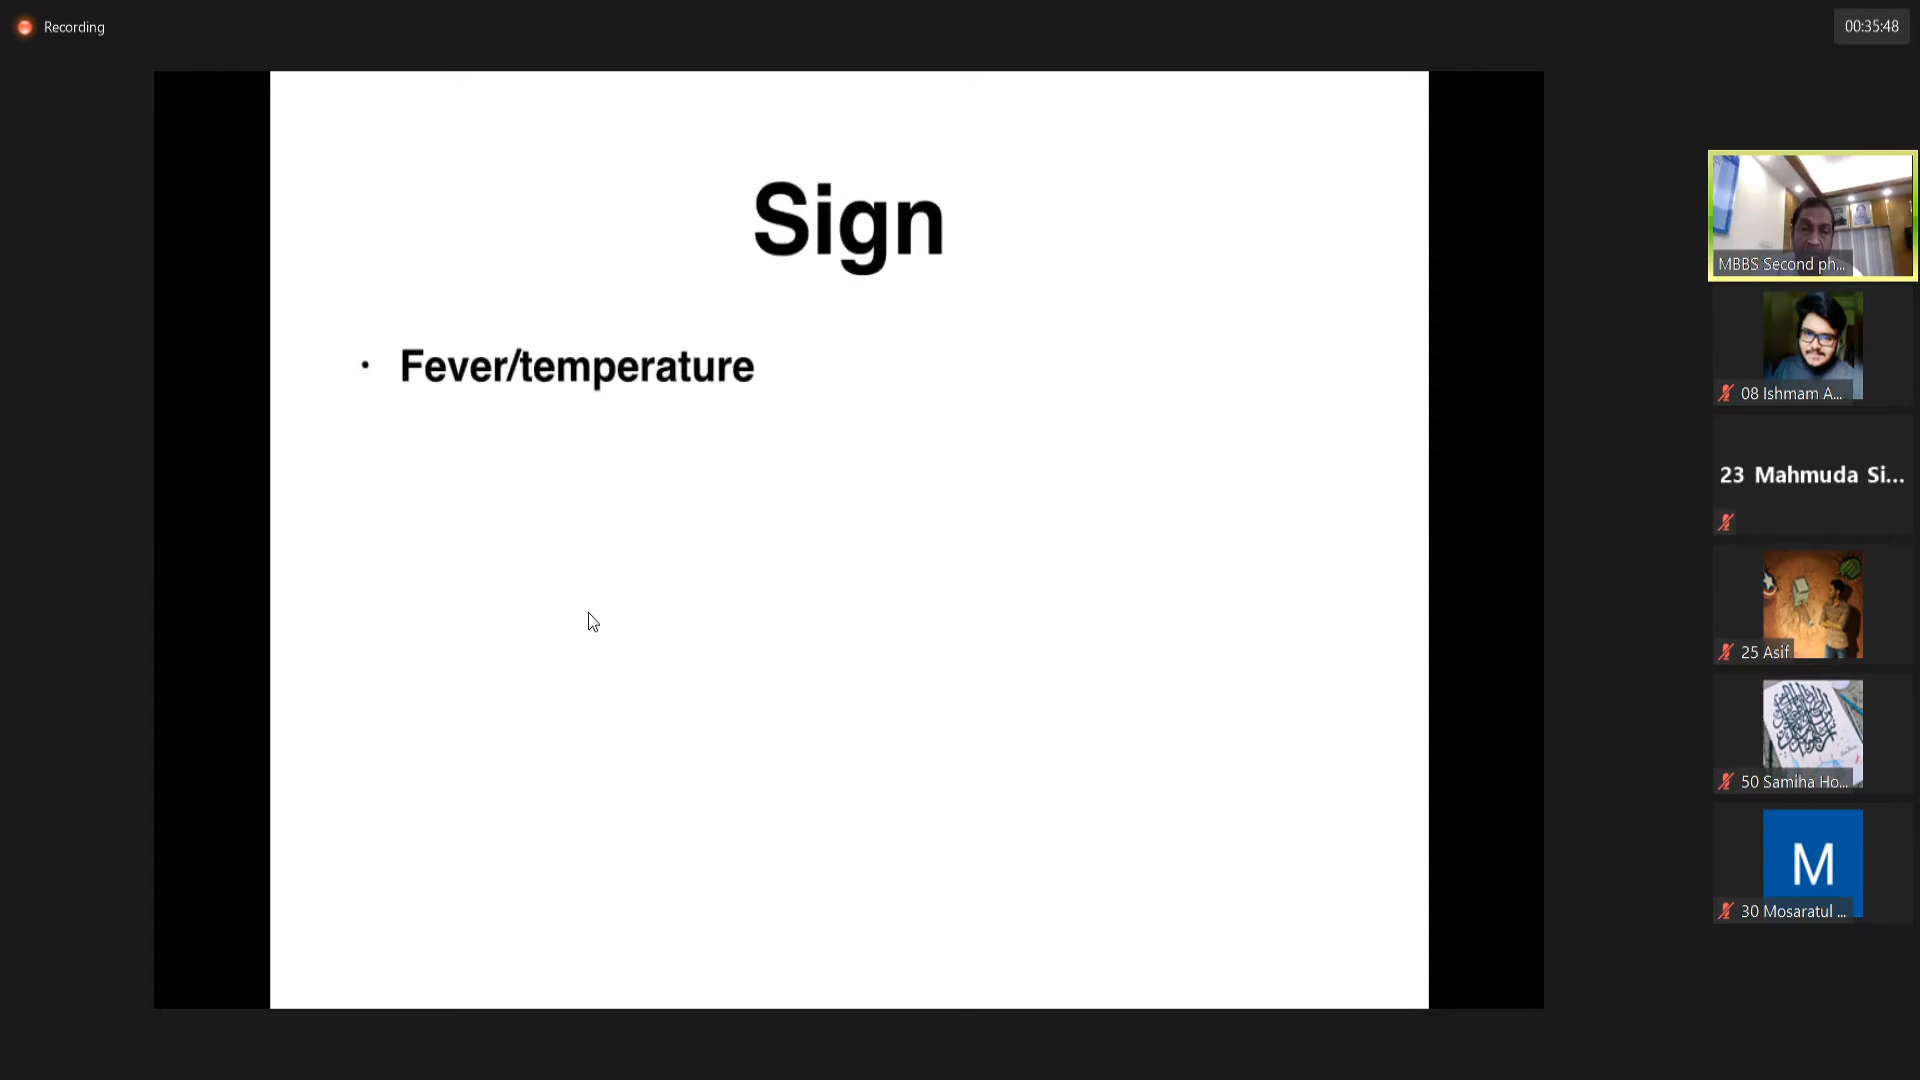 Recording
00:35:48
Sign
• Fever/temperature
MBBS Second ph...
08 Ishmam A...
23 Mahmuda Si...
25 Asif
50 Samiha Ho...
M
30 Mosaratul ...